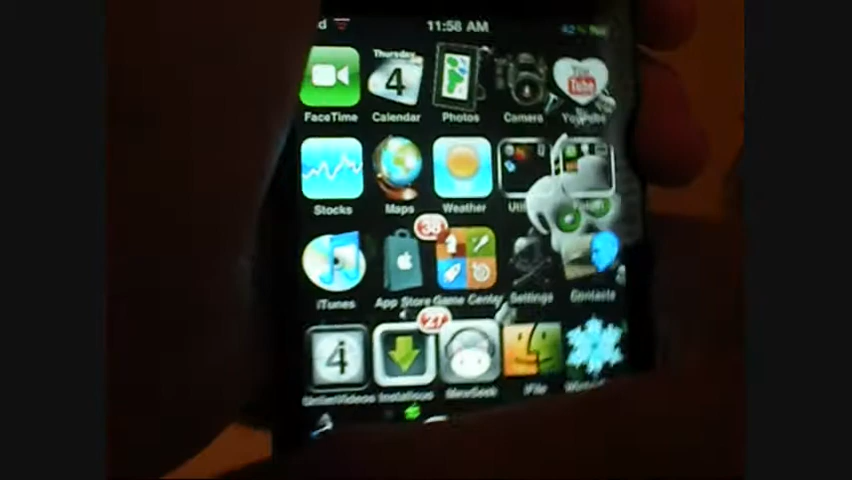 d 11:58 AM
Thursday
4
You
Tube
FaceTime Calendar Photos Camera YouTube
Stocks Maps Weather
38
iTunes App Store Game Center Settings Contacts
27
4
Installous iFile